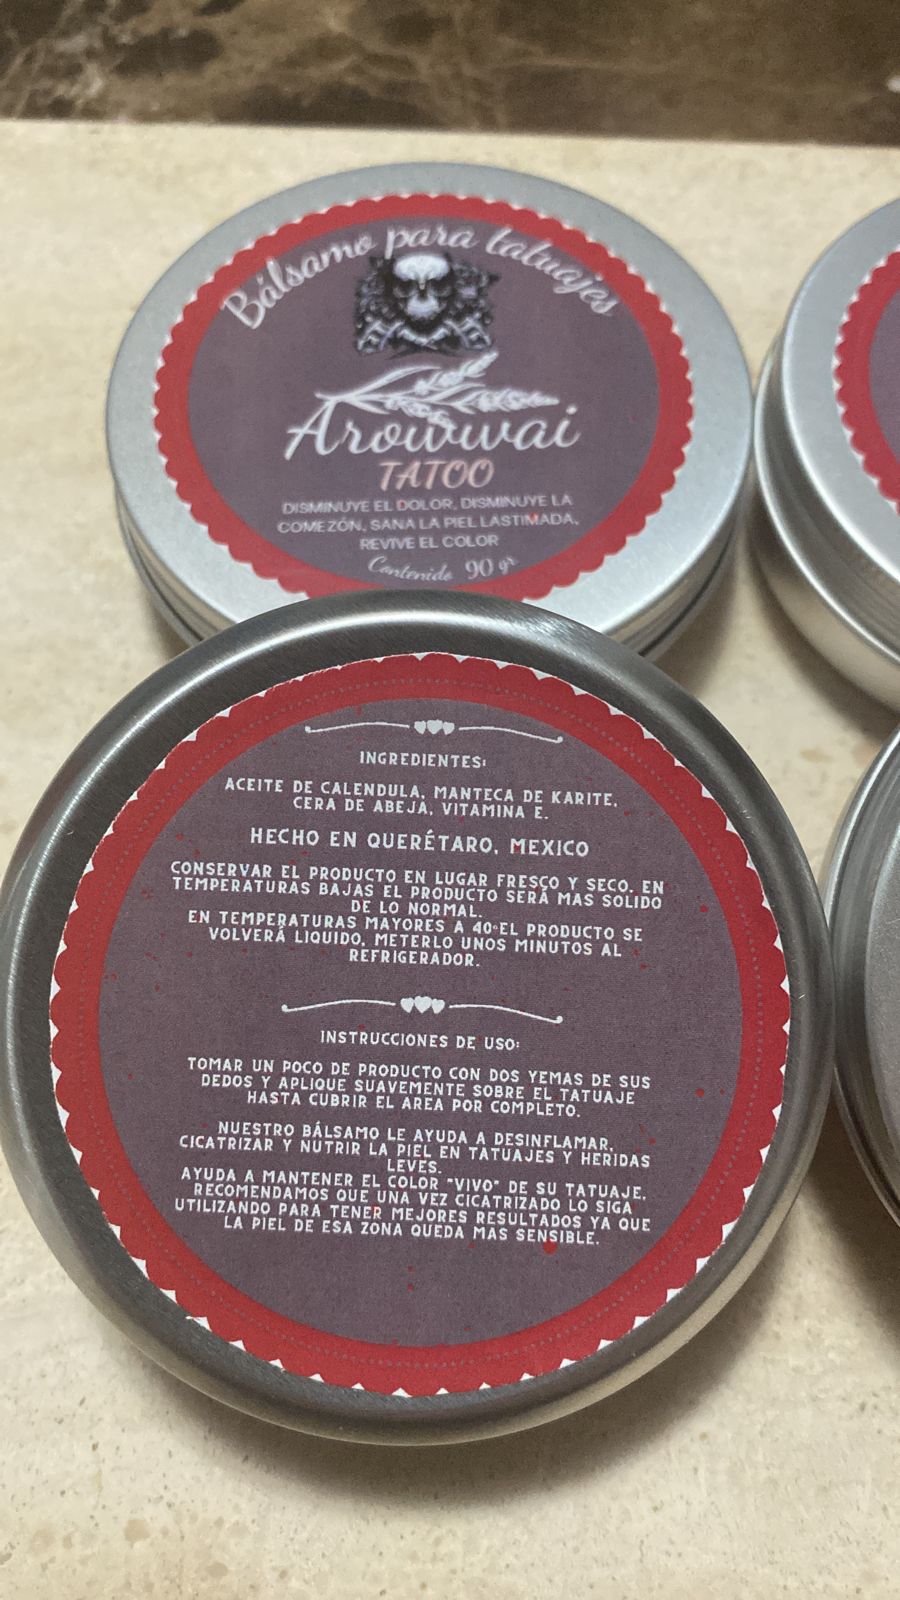 Bálsamo para tatuajes
Arowwai
TATOO
DISMINUYE EL DOLOR, DISMINUYE LA
COMEZÓN, SANA LA PIEL LASTIMADA,
REVIVE EL COLOR
Contenido 90 gr
INGREDIENTES:
ACEITE DE CALENDULA, MANTECA DE KARITE,
CERA DE ABEJA, VITAMINA E.
HECHO EN QUERÉTARO, MEXICO
CONSERVAR EL PRODUCTO EN LUGAR FRESCO Y SECO. EN
TEMPERATURAS BAJAS EL PRODUCTO SERÁ MAS SOLIDO
DE LO NORMAL.
EN TEMPERATURAS MAYORES A 40° EL PRODUCTO SE
VOLVERÁ LIQUIDO, METERLO UNOS MINUTOS AL
REFRIGERADOR.
INSTRUCCIONES DE USO:
TOMAR UN POCO DE PRODUCTO CON DOS YEMAS DE SUS
DEDOS Y APLIQUE SUAVEMENTE SOBRE EL TATUAJE
HASTA CUBRIR EL AREA POR COMPLETO.
NUESTRO BÁLSAMO LE AYUDA A DESINFLAMAR,
CICATRIZAR Y NUTRIR LA PIEL EN TATUAJES Y HERIDAS
LEVES.
AYUDA A MANTENER EL COLOR "VIVO" DE SU TATUAJE,
RECOMENDAMOS QUE UNA VEZ CICATRIZADO LO SIGA
UTILIZANDO PARA TENER MEJORES RESULTADOS YA QUE
LA PIEL DE ESA ZONA QUEDA MAS SENSIBLE.